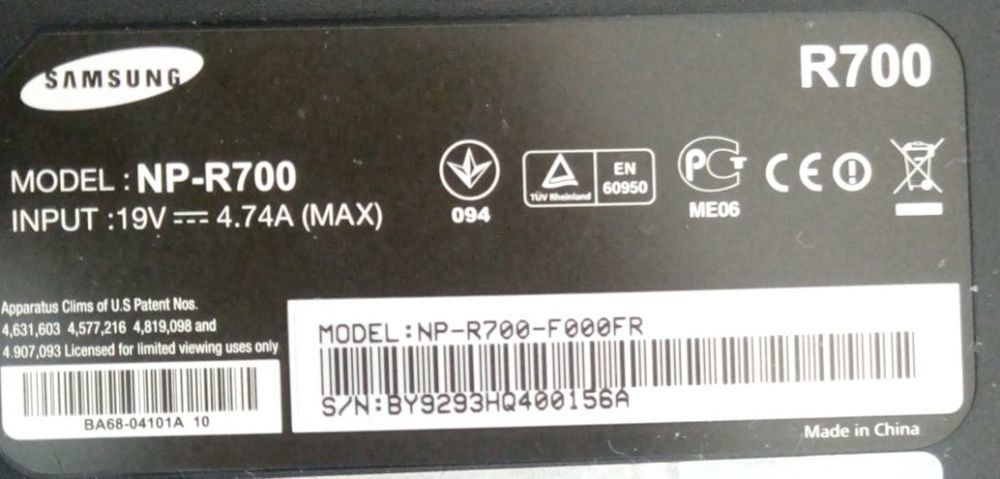 SAMSUNG
R700
MODEL : NP-R700
INPUT :19V ⎓ 4.74A (MAX)
094
TÜV Rheinland
EN
60950
PCT
ME06
CE
Apparatus Clims of U.S Patent Nos.
4,631,603 4,577,216 4,819,098 and
4.907,093 Licensed for limited viewing uses only
BA68-04101A 10
MODEL:NP-R700-F000FR
S/N:BY9293HQ400156A
Made in China